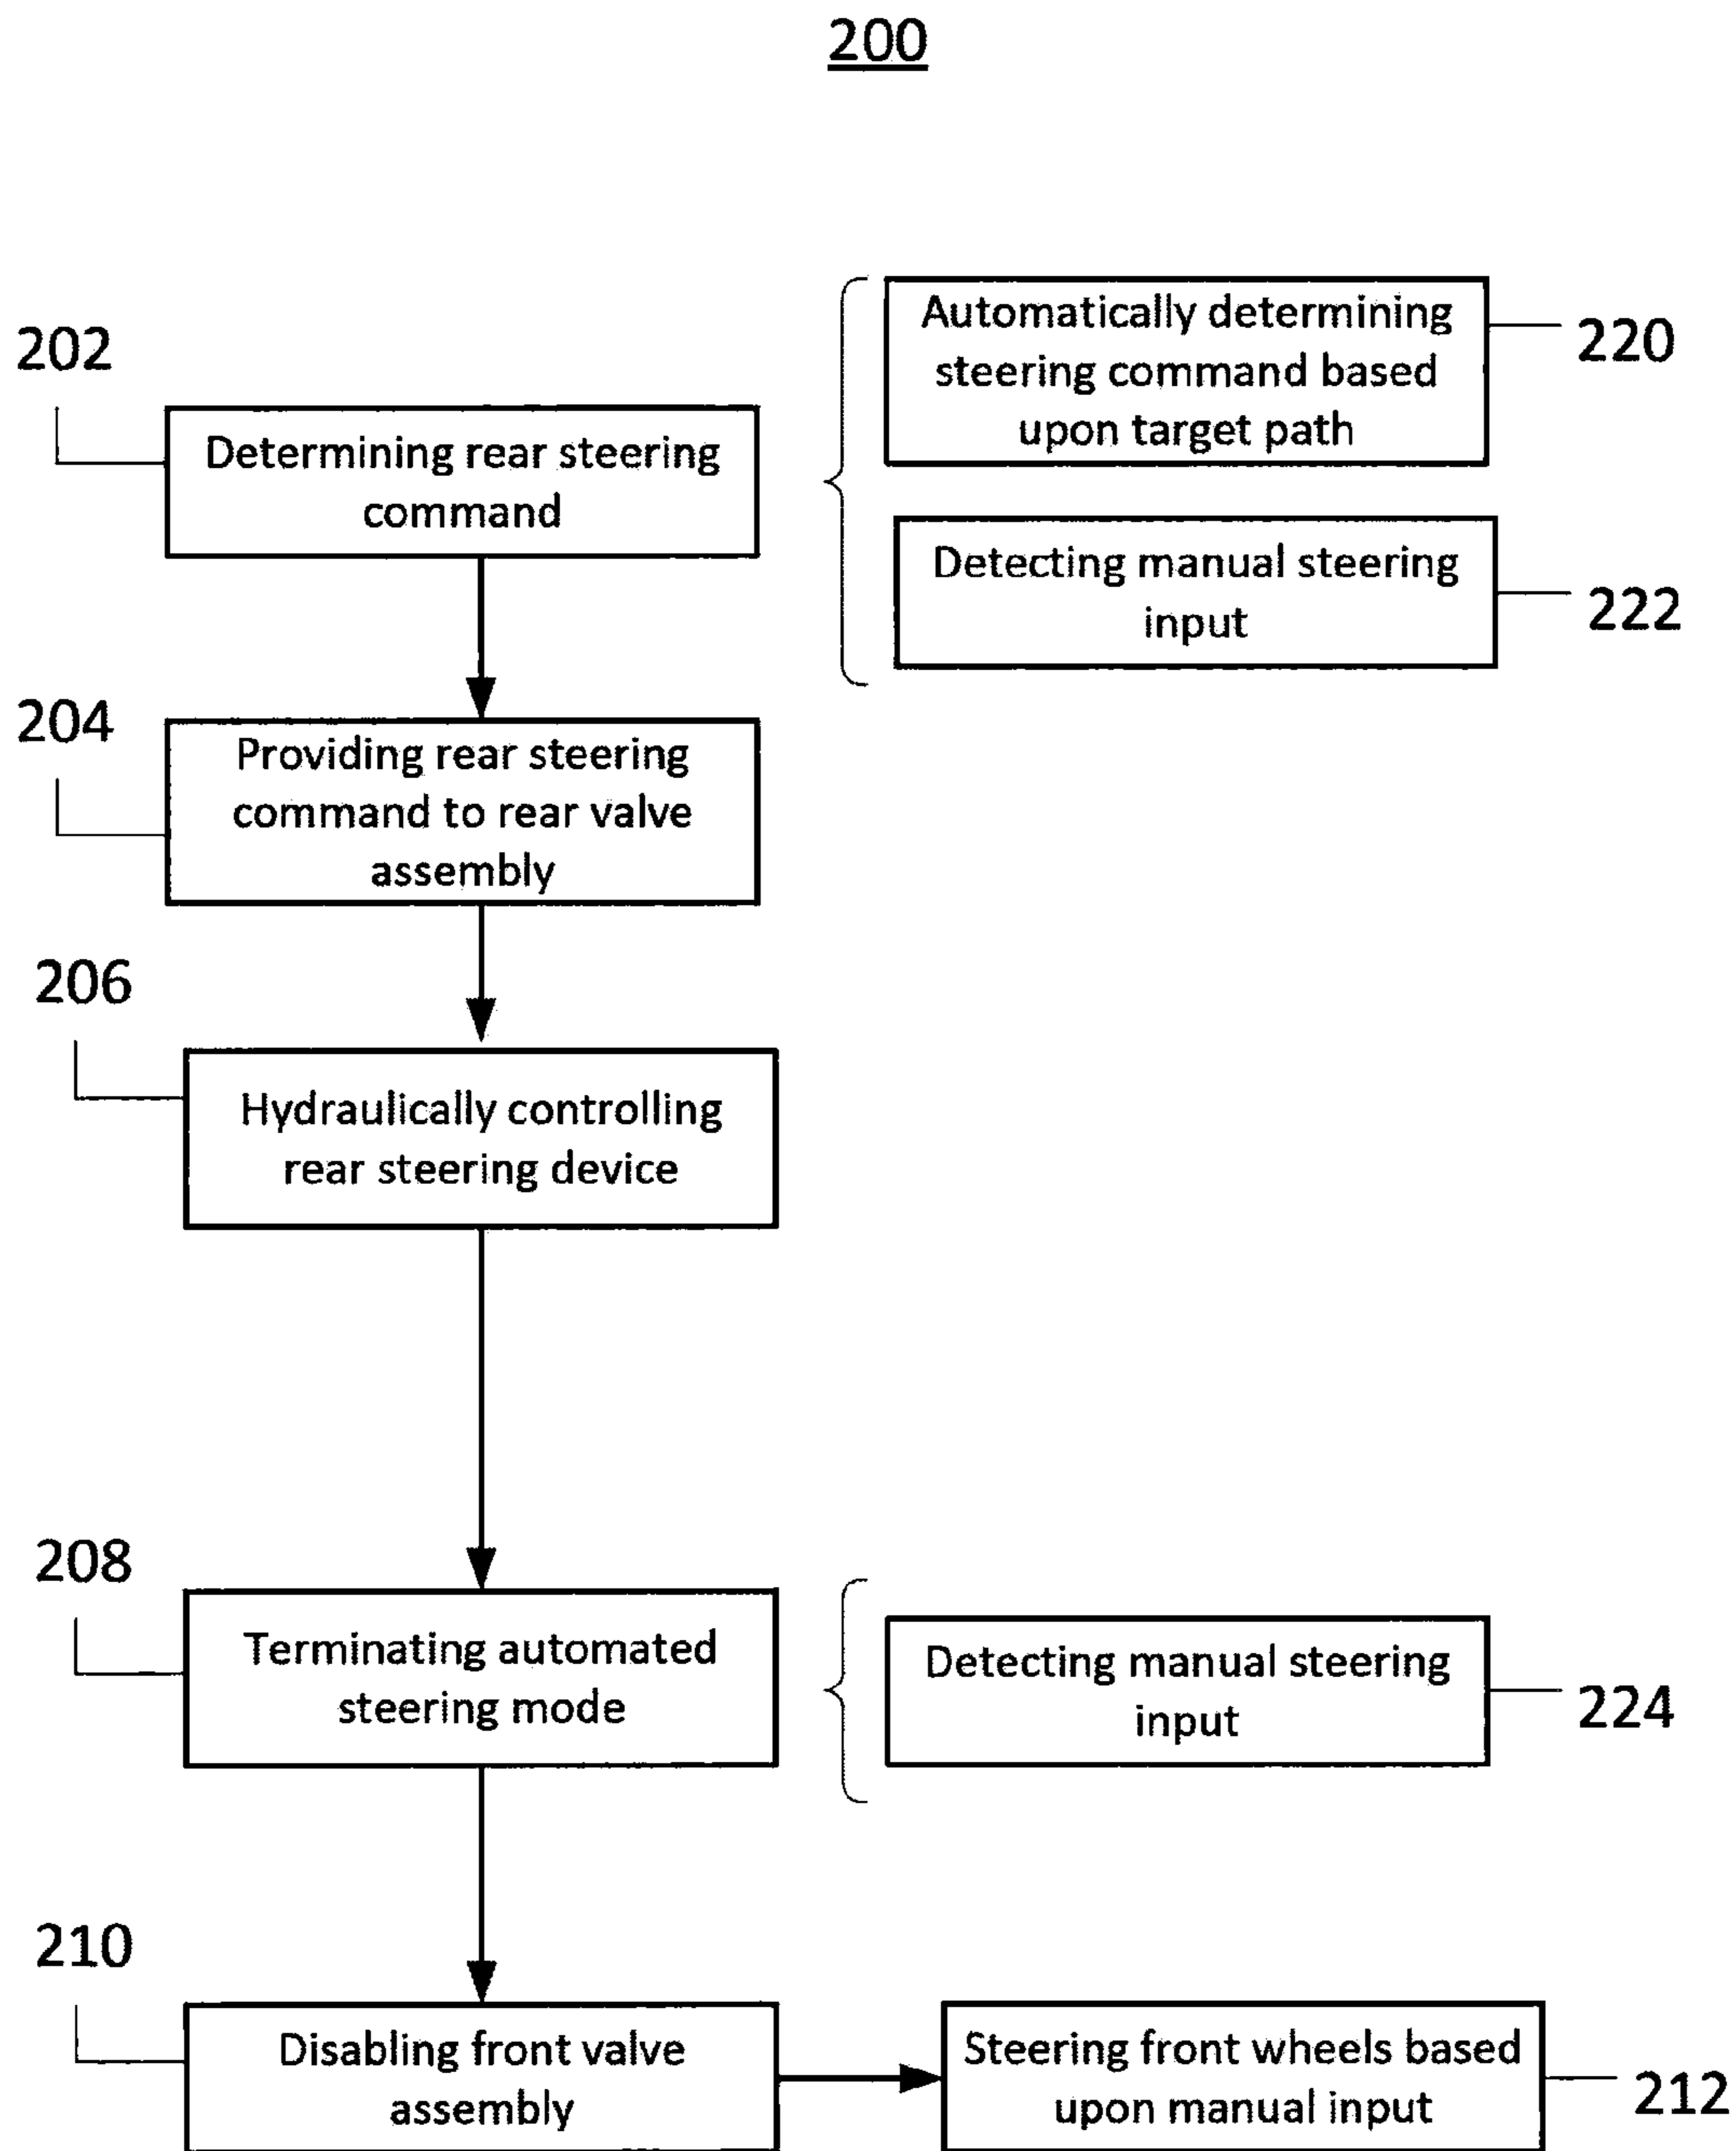 200
202
Determining rear steering
command
Automatically determining
steering command based
upon target path
220
Detecting manual steering
input
222
204
Providing rear steering
command to rear valve
assembly
206
Hydraulically controlling
rear steering device
208
Terminating automated
steering mode
Detecting manual steering
input
224
210
Disabling front valve
assembly
Steering front wheels based
upon manual input
212